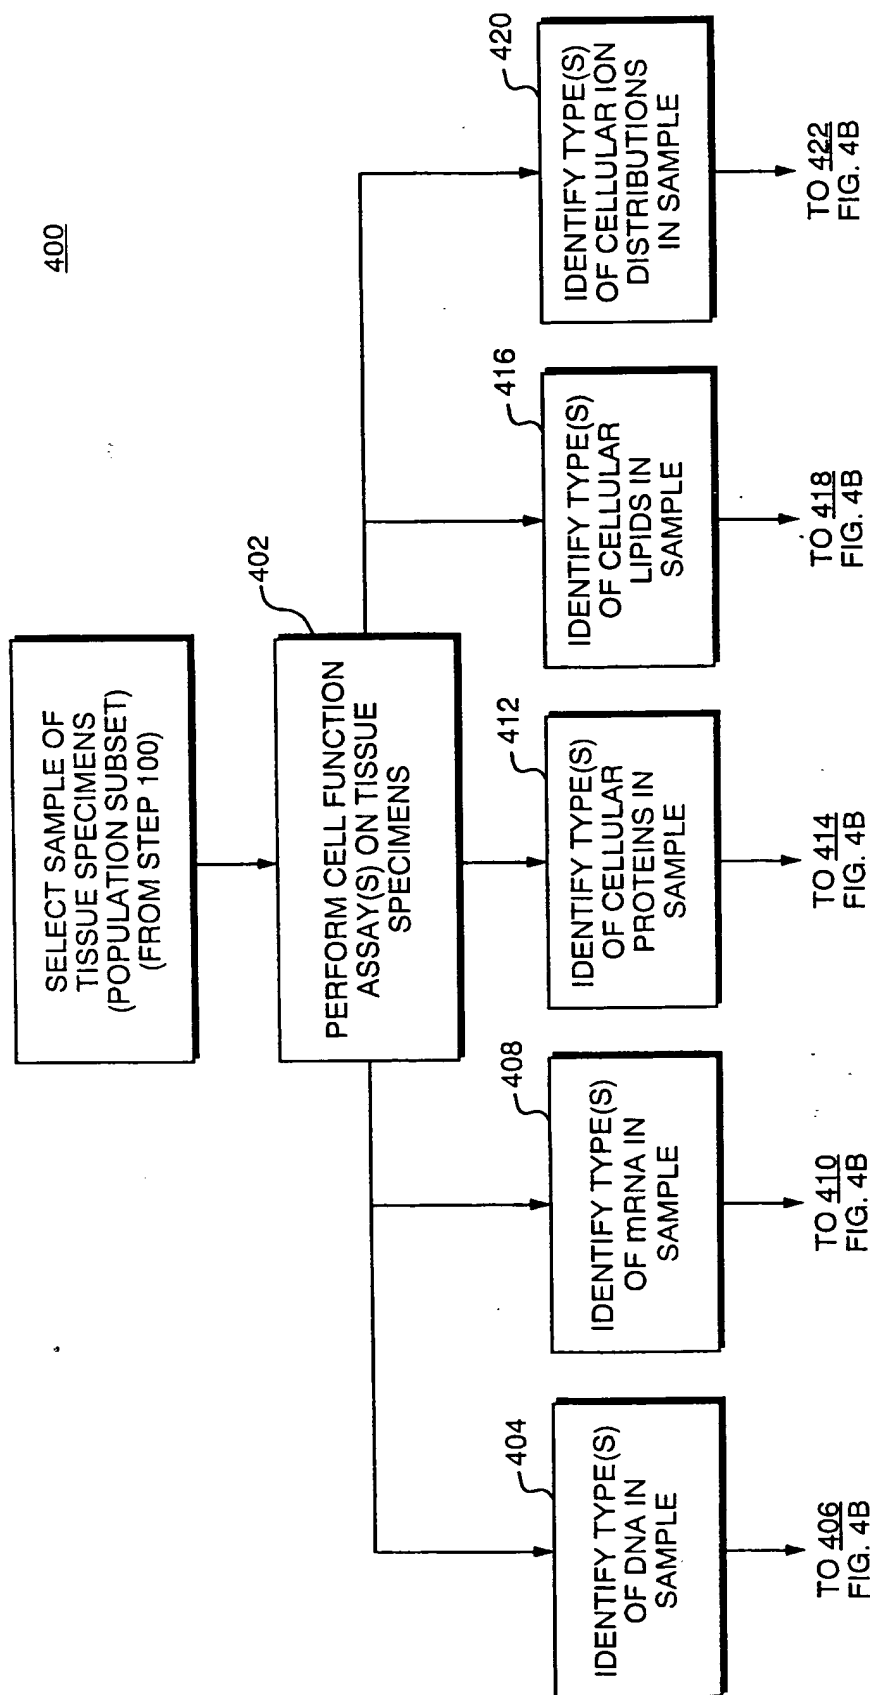 400
SELECT SAMPLE OF
TISSUE SPECIMENS
(POPULATION SUBSET)
(FROM STEP 100)
402
PERFORM CELL FUNCTION
ASSAY(S) ON TISSUE
SPECIMENS
404
IDENTIFY TYPE(S)
OF DNA IN
SAMPLE
TO 406
FIG. 4B
408
IDENTIFY TYPE(S)
OF mRNA IN
SAMPLE
TO 410
FIG. 4B
412
IDENTIFY TYPE(S)
OF CELLULAR
PROTEINS IN
SAMPLE
TO 414
FIG. 4B
416
IDENTIFY TYPE(S)
OF CELLULAR
LIPIDS IN
SAMPLE
TO 418
FIG. 4B
420
IDENTIFY TYPE(S)
OF CELLULAR ION
DISTRIBUTIONS
IN SAMPLE
TO 422
FIG. 4B